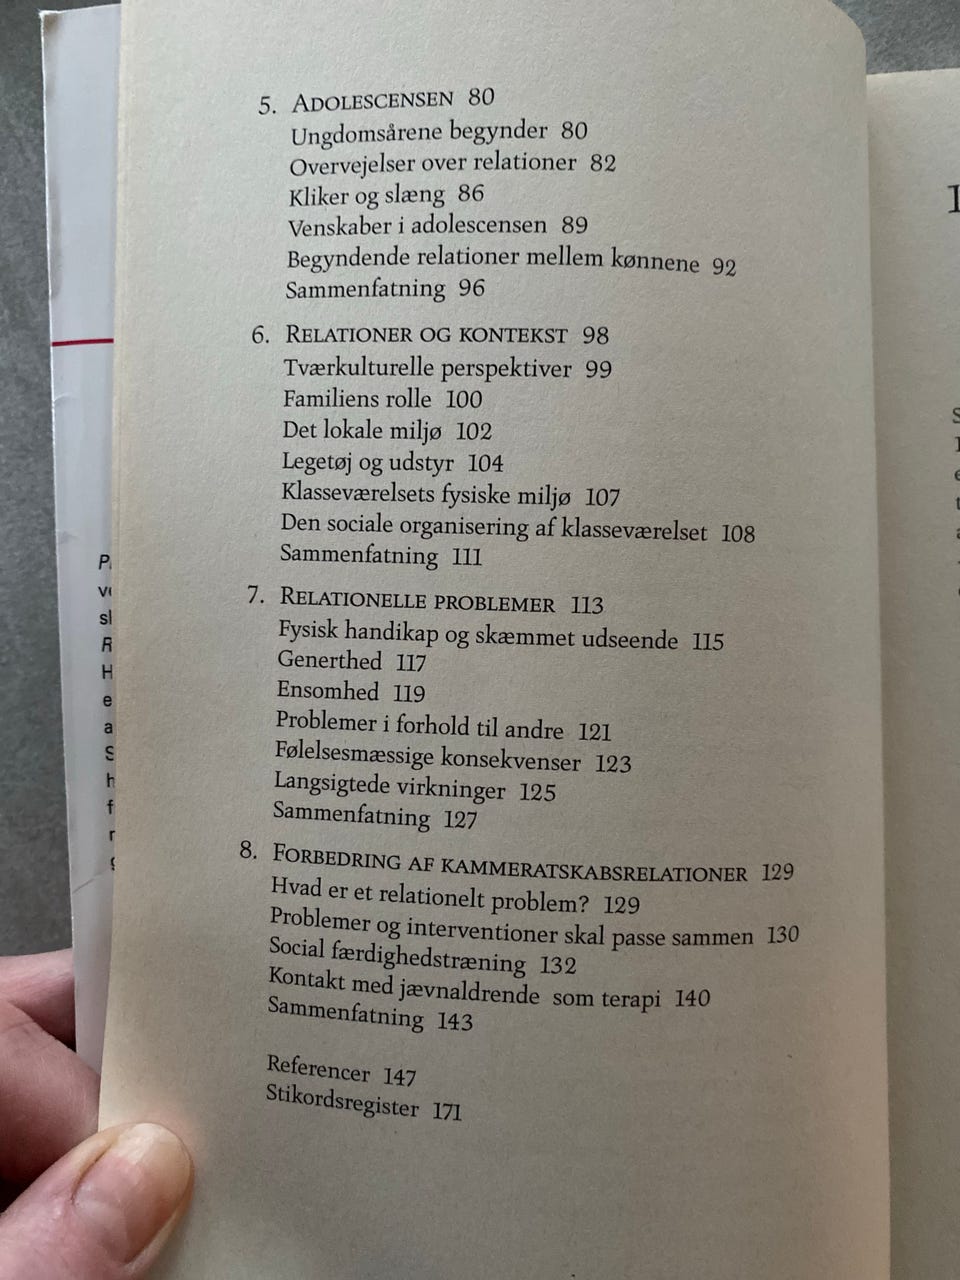 5. ADOLESCENSEN 80
Ungdomsårene begynder 80
Overvejelser over relationer 82
Kliker og slæng 86
Venskaber i adolescensen 89
Begyndende relationer mellem kønnene 92
Sammenfatning 96
6. RELATIONER OG KONTEKST 98
Tværkulturelle perspektiver 99
Familiens rolle 100
Det lokale miljø 102
Legetøj og udstyr 104
Klasseværelsets fysiske miljø 107
Den sociale organisering af klasseværelset 108
Sammenfatning 111
7. RELATIONELLE PROBLEMER 113
Fysisk handikap og skæmmet udseende 115
Generthed 117
Ensomhed 119
Problemer i forhold til andre 121
Følelsesmæssige konsekvenser 123
Langsigtede virkninger 125
Sammenfatning 127
8. FORBEDRING AF KAMMERATSKABSRELATIONER 129
Hvad er et relationelt problem? 129
Problemer og interventioner skal passe sammen 130
Social færdighedstræning 132
Kontakt med jævnaldrende som terapi 140
Sammenfatning 143
Referencer 147
Stikordsregister 171